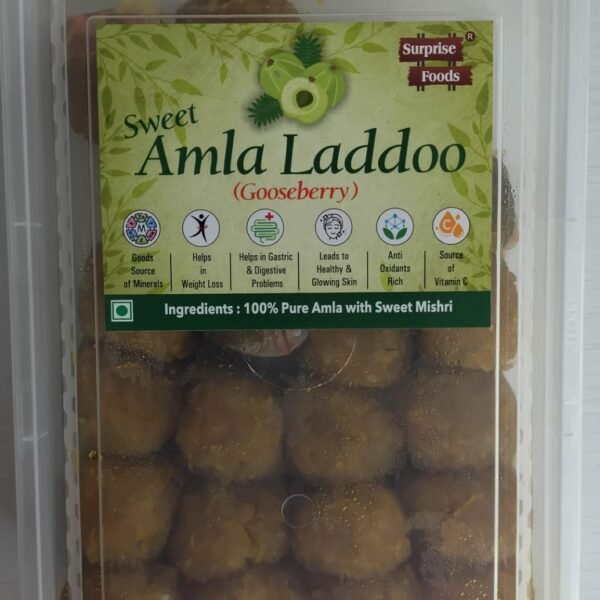 Surprise
Foods
®
Sweet
Amla Laddoo
(Gooseberry)
Goods
Source
of Minerals
Helps
in
Weight Loss
Helps in Gastric
& Digestive
Problems
Leads to
Healthy &
Glowing Skin
Anti
Oxidants
Rich
C
Source
of
Vitamin C
Ingredients : 100% Pure Amla with Sweet Mishri